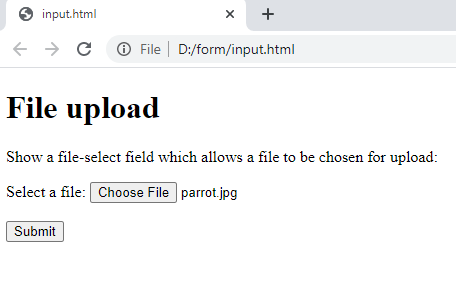 input.html
File D:/form/input.html
File upload
Show a file-select field which allows a file to be chosen for upload:
Select a file: Choose File parrot.jpg
Submit